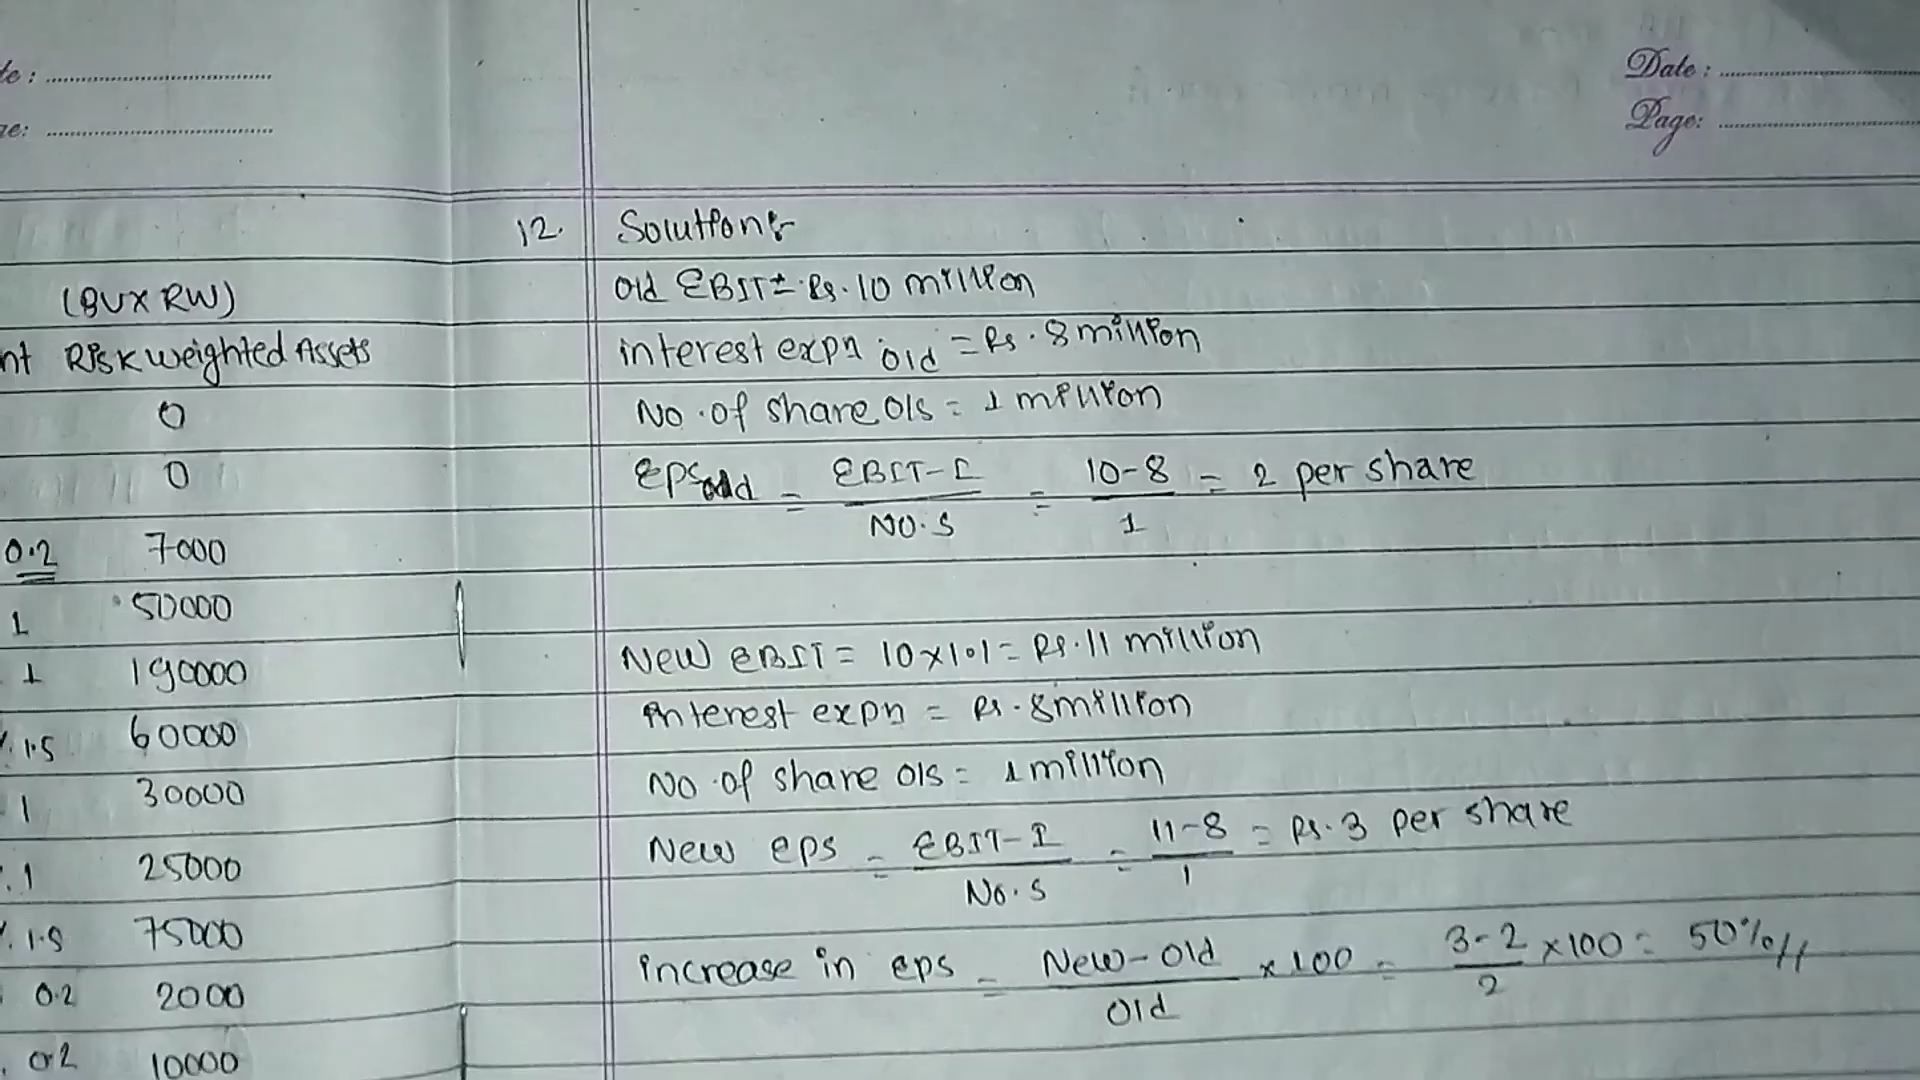 te :
ge:
(BVX RW)
nt Risk weighted Assets
0
0
0.2 7000
1 50000
1 190000
1.5 60000
1 30000
1 25000
1.5 75000
0.2 2000
0.2 10000
Date :
Page:
12. Solution:-
Old EBIT = Rs. 10 million
interest expn old = Rs. 8 million
No. of share o/s = 1 million
EPS old = EBIT-I / NO.S = 10-8 / 1 = 2 per share
New EBIT = 10×1.1 = Rs. 11 million
interest expn = Rs. 8 million
No. of share o/s = 1 million
New eps = EBIT-I / No.S = 11-8 / 1 = Rs. 3 per share
increase in eps = New-Old / Old × 100 = 3-2 / 2 ×100 = 50%//